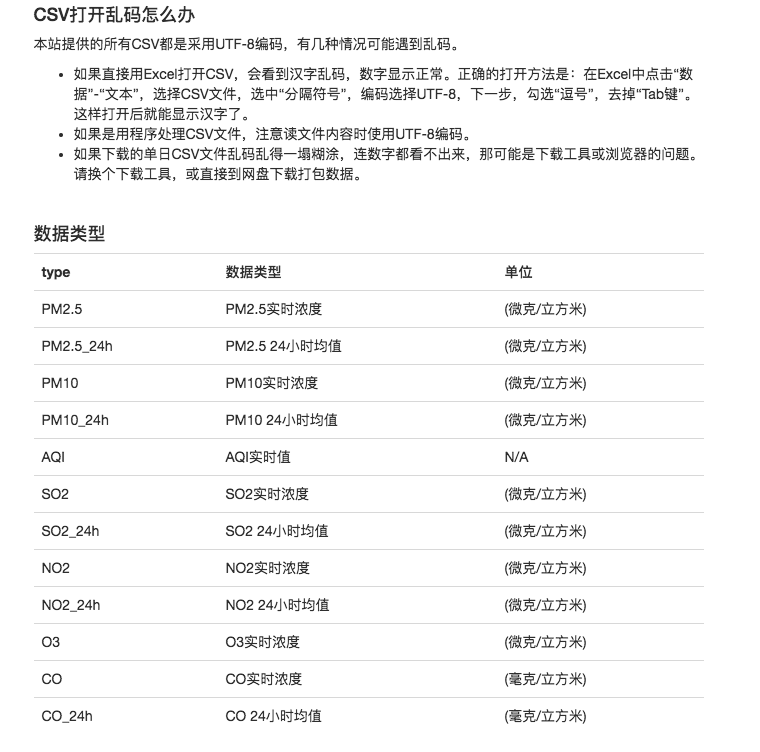 CSV打开乱码怎么办
本站提供的所有CSV都是采用UTF-8编码，有几种情况可能遇到乱码。
• 如果直接用Excel打开CSV，会看到汉字乱码，数字显示正常。正确的打开方法是：在Excel中点击“数
据”-“文本”，选择CSV文件，选中“分隔符号”，编码选择UTF-8，下一步，勾选“逗号”，去掉“Tab键”。
这样打开后就能显示汉字了。
• 如果是用程序处理CSV文件，注意读文件内容时使用UTF-8编码。
• 如果下载的单日CSV文件乱码乱得一塌糊涂，连数字都看不出来，那可能是下载工具或浏览器的问题。
请换个下载工具，或直接到网盘下载打包数据。
数据类型
type 数据类型 单位
PM2.5 PM2.5实时浓度 (微克/立方米)
PM2.5_24h PM2.5 24小时均值 (微克/立方米)
PM10 PM10实时浓度 (微克/立方米)
PM10_24h PM10 24小时均值 (微克/立方米)
AQI AQI实时值 N/A
SO2 SO2实时浓度 (微克/立方米)
SO2_24h SO2 24小时均值 (微克/立方米)
NO2 NO2实时浓度 (微克/立方米)
NO2_24h NO2 24小时均值 (微克/立方米)
O3 O3实时浓度 (微克/立方米)
CO CO实时浓度 (毫克/立方米)
CO_24h CO 24小时均值 (毫克/立方米)